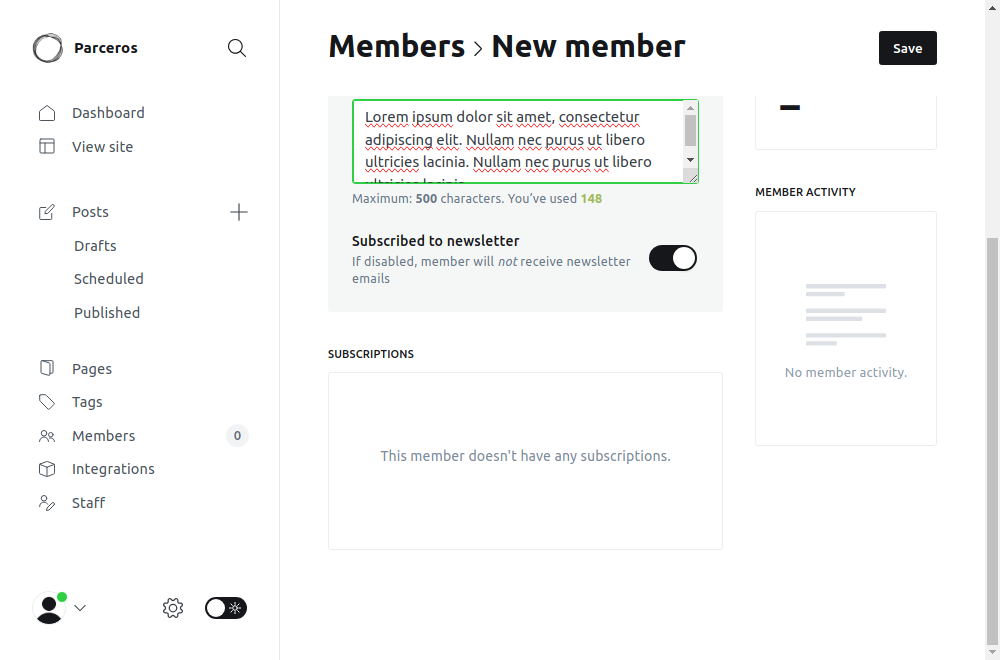 Parceros
Dashboard
View site
Posts
Drafts
Scheduled
Published
Pages
Tags
Members 0
Integrations
Staff
Members > New member
Save
Lorem ipsum dolor sit amet, consectetur
adipiscing elit. Nullam nec purus ut libero
ultricies lacinia. Nullam nec purus ut libero
ultricies lacinia
Maximum: 500 characters. You’ve used 148
Subscribed to newsletter
If disabled, member will not receive newsletter
emails
SUBSCRIPTIONS
This member doesn't have any subscriptions.
MEMBER ACTIVITY
No member activity.